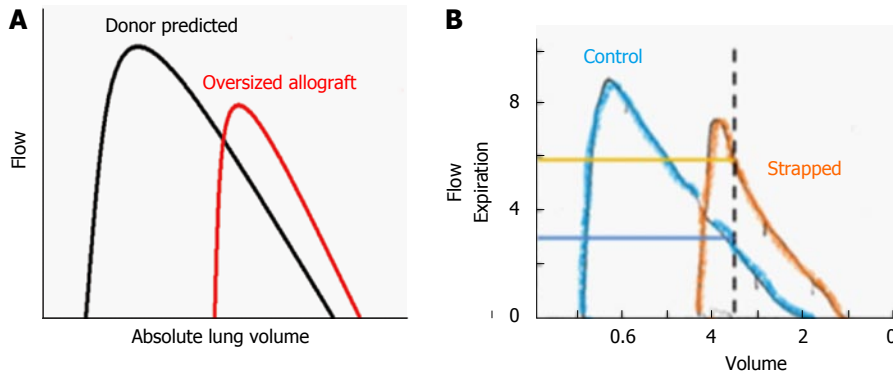 A
Donor predicted
Oversized allograft
Flow
Absolute lung volume
B
Control
8
Strapped
Flow
Expiration
4
0
0.6
4
2
0
Volume